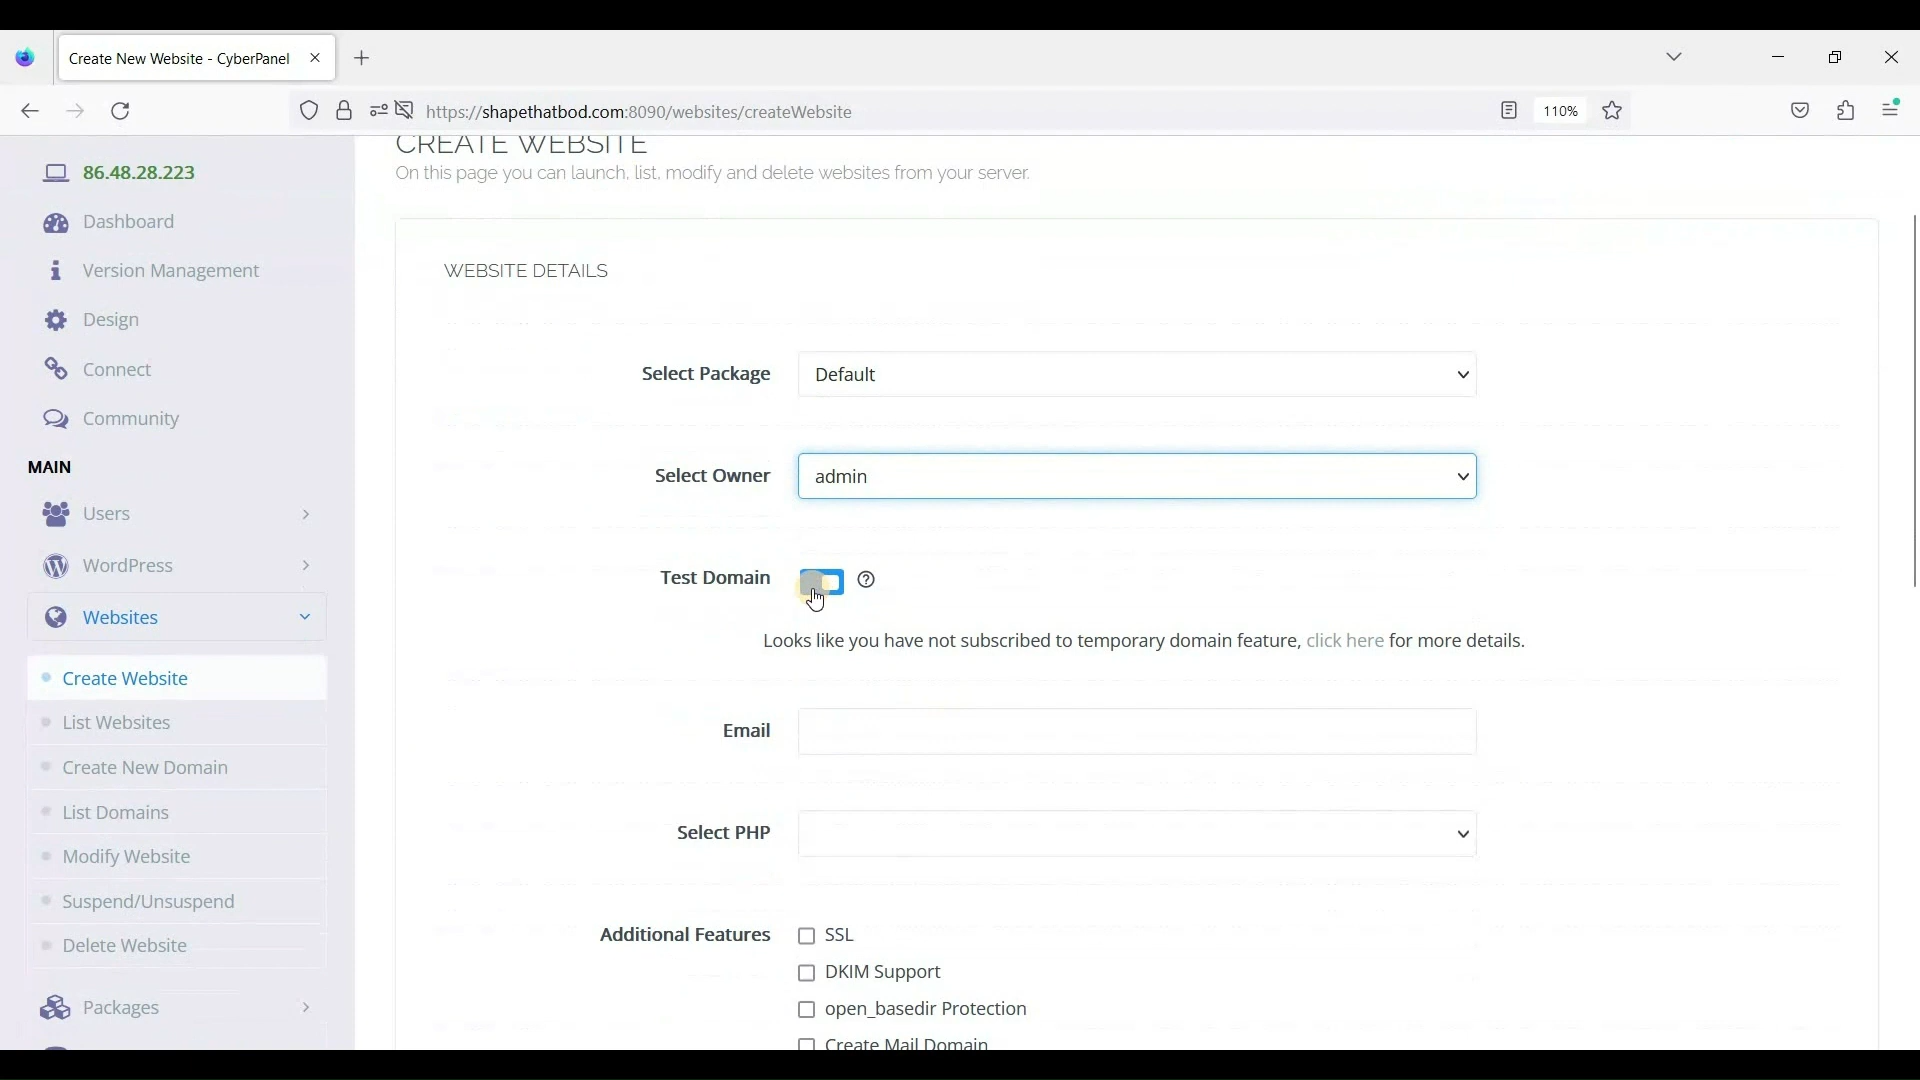 Create New Website - CyberPanel
https://shapethatbod.com:8090/websites/createWebsite
110%
86.48.28.223
Dashboard
Version Management
Design
Connect
Community
MAIN
Users
WordPress
Websites
Create Website
List Websites
Create New Domain
List Domains
Modify Website
Suspend/Unsuspend
Delete Website
Packages
CREATE WEBSITE
On this page you can launch, list, modify and delete websites from your server.
WEBSITE DETAILS
Select Package
Default
Select Owner
admin
Test Domain
Looks like you have not subscribed to temporary domain feature, click here for more details.
Email
Select PHP
Additional Features
SSL
DKIM Support
open_basedir Protection
Create Mail Domain